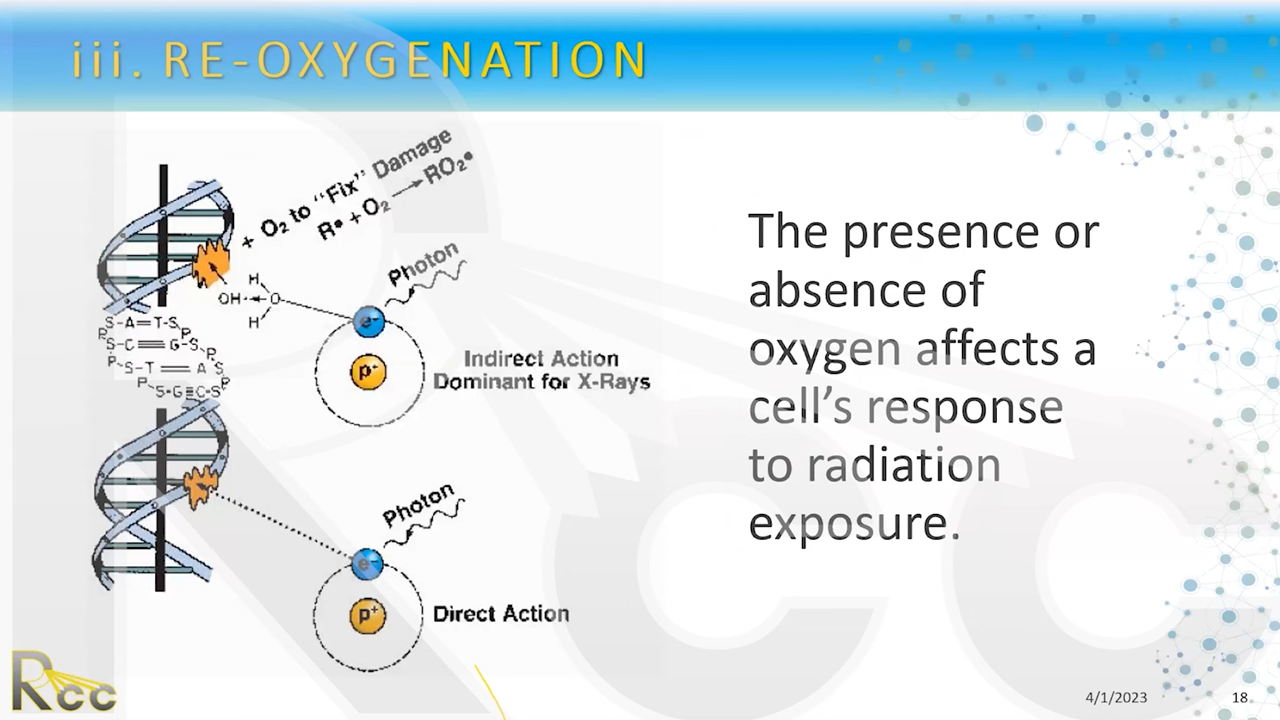 iii. RE-OXYGENATION
+ O₂ to "Fix" Damage
R• + O₂ → RO₂•
Photon
H
OH·
O
H
e⁻
p⁺
Indirect Action
Dominant for X-Rays
S-A=T-S
P
P
S-C≡G-S
P
P
S-T=A S
P
P
S-G≡C-S
Photon
e⁻
p⁺
Direct Action
The presence or
absence of
oxygen affects a
cell's response
to radiation
exposure.
Rcc
4/1/2023
18